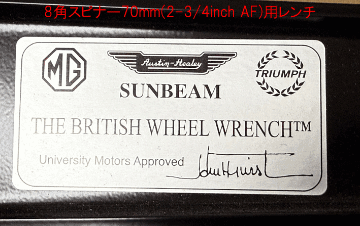 8角スピナー70mm(2-3/4inch AF)用レンチ
MG
Austin-Healey
TRIUMPH
SUNBEAM
THE BRITISH WHEEL WRENCH™
University Motors Approved